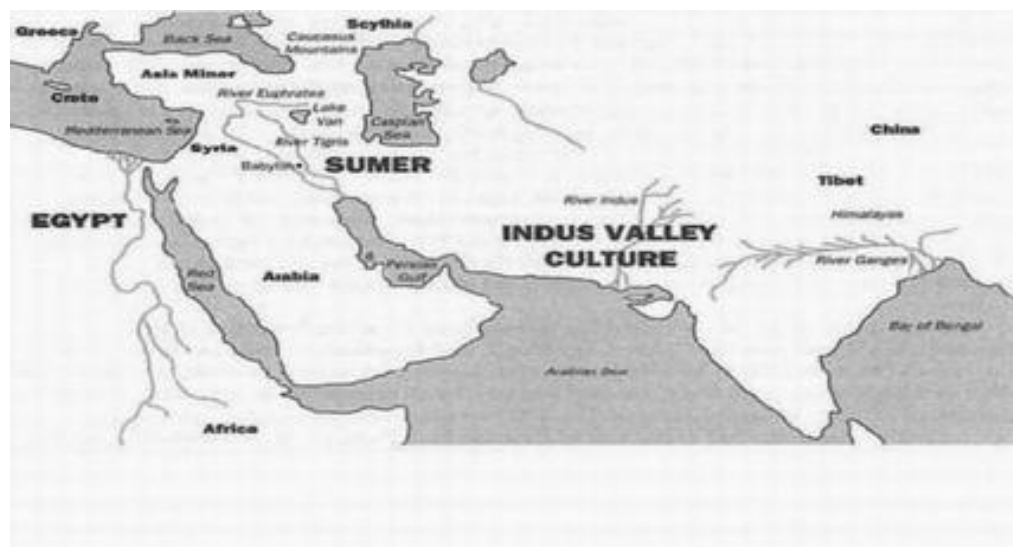 Greece
Back Sea
Caucasus
Mountains
Scythia
Asia Minor
Crete
River Euphrates
Lake
Van
Caspian
Sea
Mediterranean Sea
Syria
River Tigris
Babylon
SUMER
China
Tibet
River Indus
Himalayas
EGYPT
INDUS VALLEY
CULTURE
River Ganges
Red
Sea
Arabia
Persian
Gulf
Bay of Bengal
Arabian
Africa